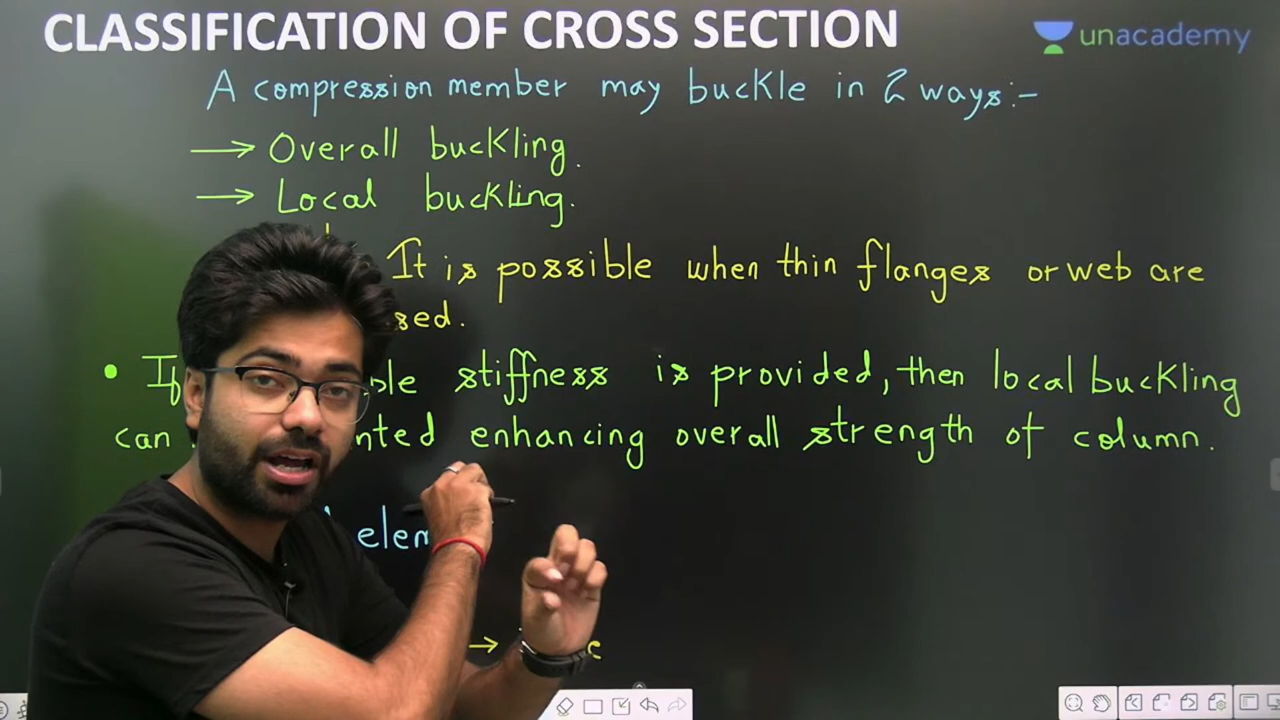 CLASSIFICATION OF CROSS SECTION
unacademy
A compression member may buckle in 2 ways:-
→ Overall buckling.
→ Local buckling.
It is possible when thin flanges or web are
sed.
• If ble stiffness is provided, then local buckling
can nted enhancing overall strength of column.
elem
→ e